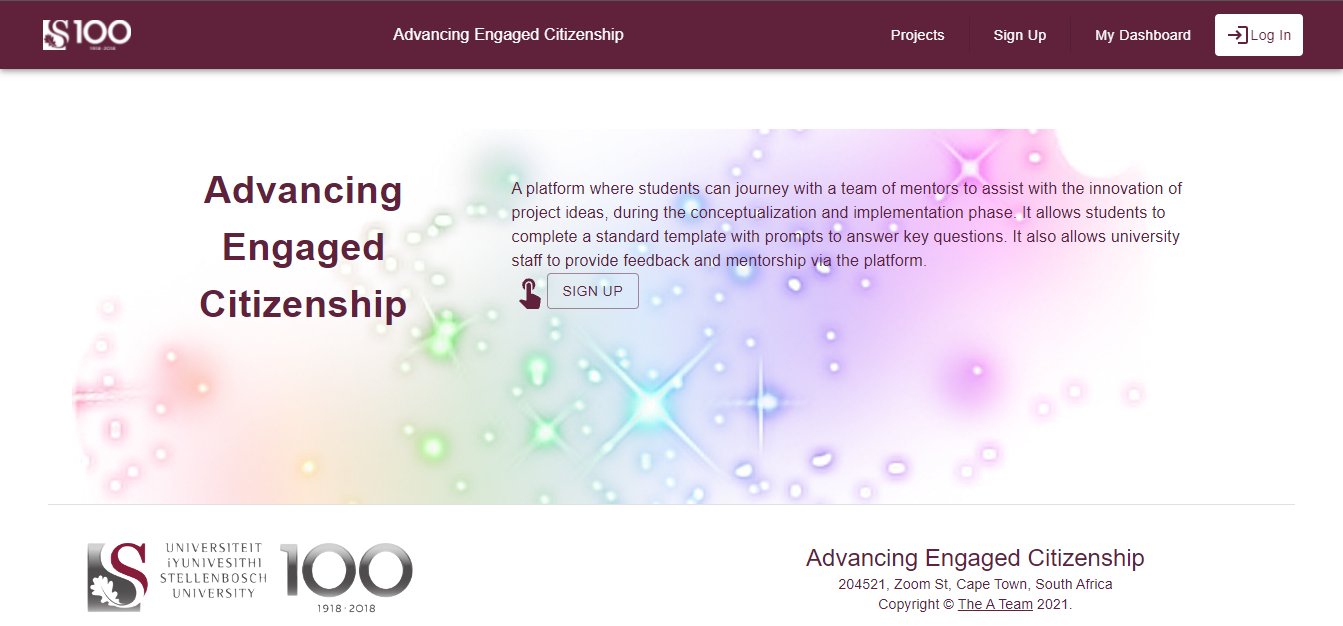 S100
1918·2018
Advancing Engaged Citizenship
Projects
Sign Up
My Dashboard
Log In
Advancing
Engaged
Citizenship
A platform where students can journey with a team of mentors to assist with the innovation of
project ideas, during the conceptualization and implementation phase. It allows students to
complete a standard template with prompts to answer key questions. It also allows university
staff to provide feedback and mentorship via the platform.
SIGN UP
S
UNIVERSITEIT
iYUNIVESITHI
STELLENBOSCH
UNIVERSITY
100
1918·2018
Advancing Engaged Citizenship
204521, Zoom St, Cape Town, South Africa
Copyright © The A Team 2021.